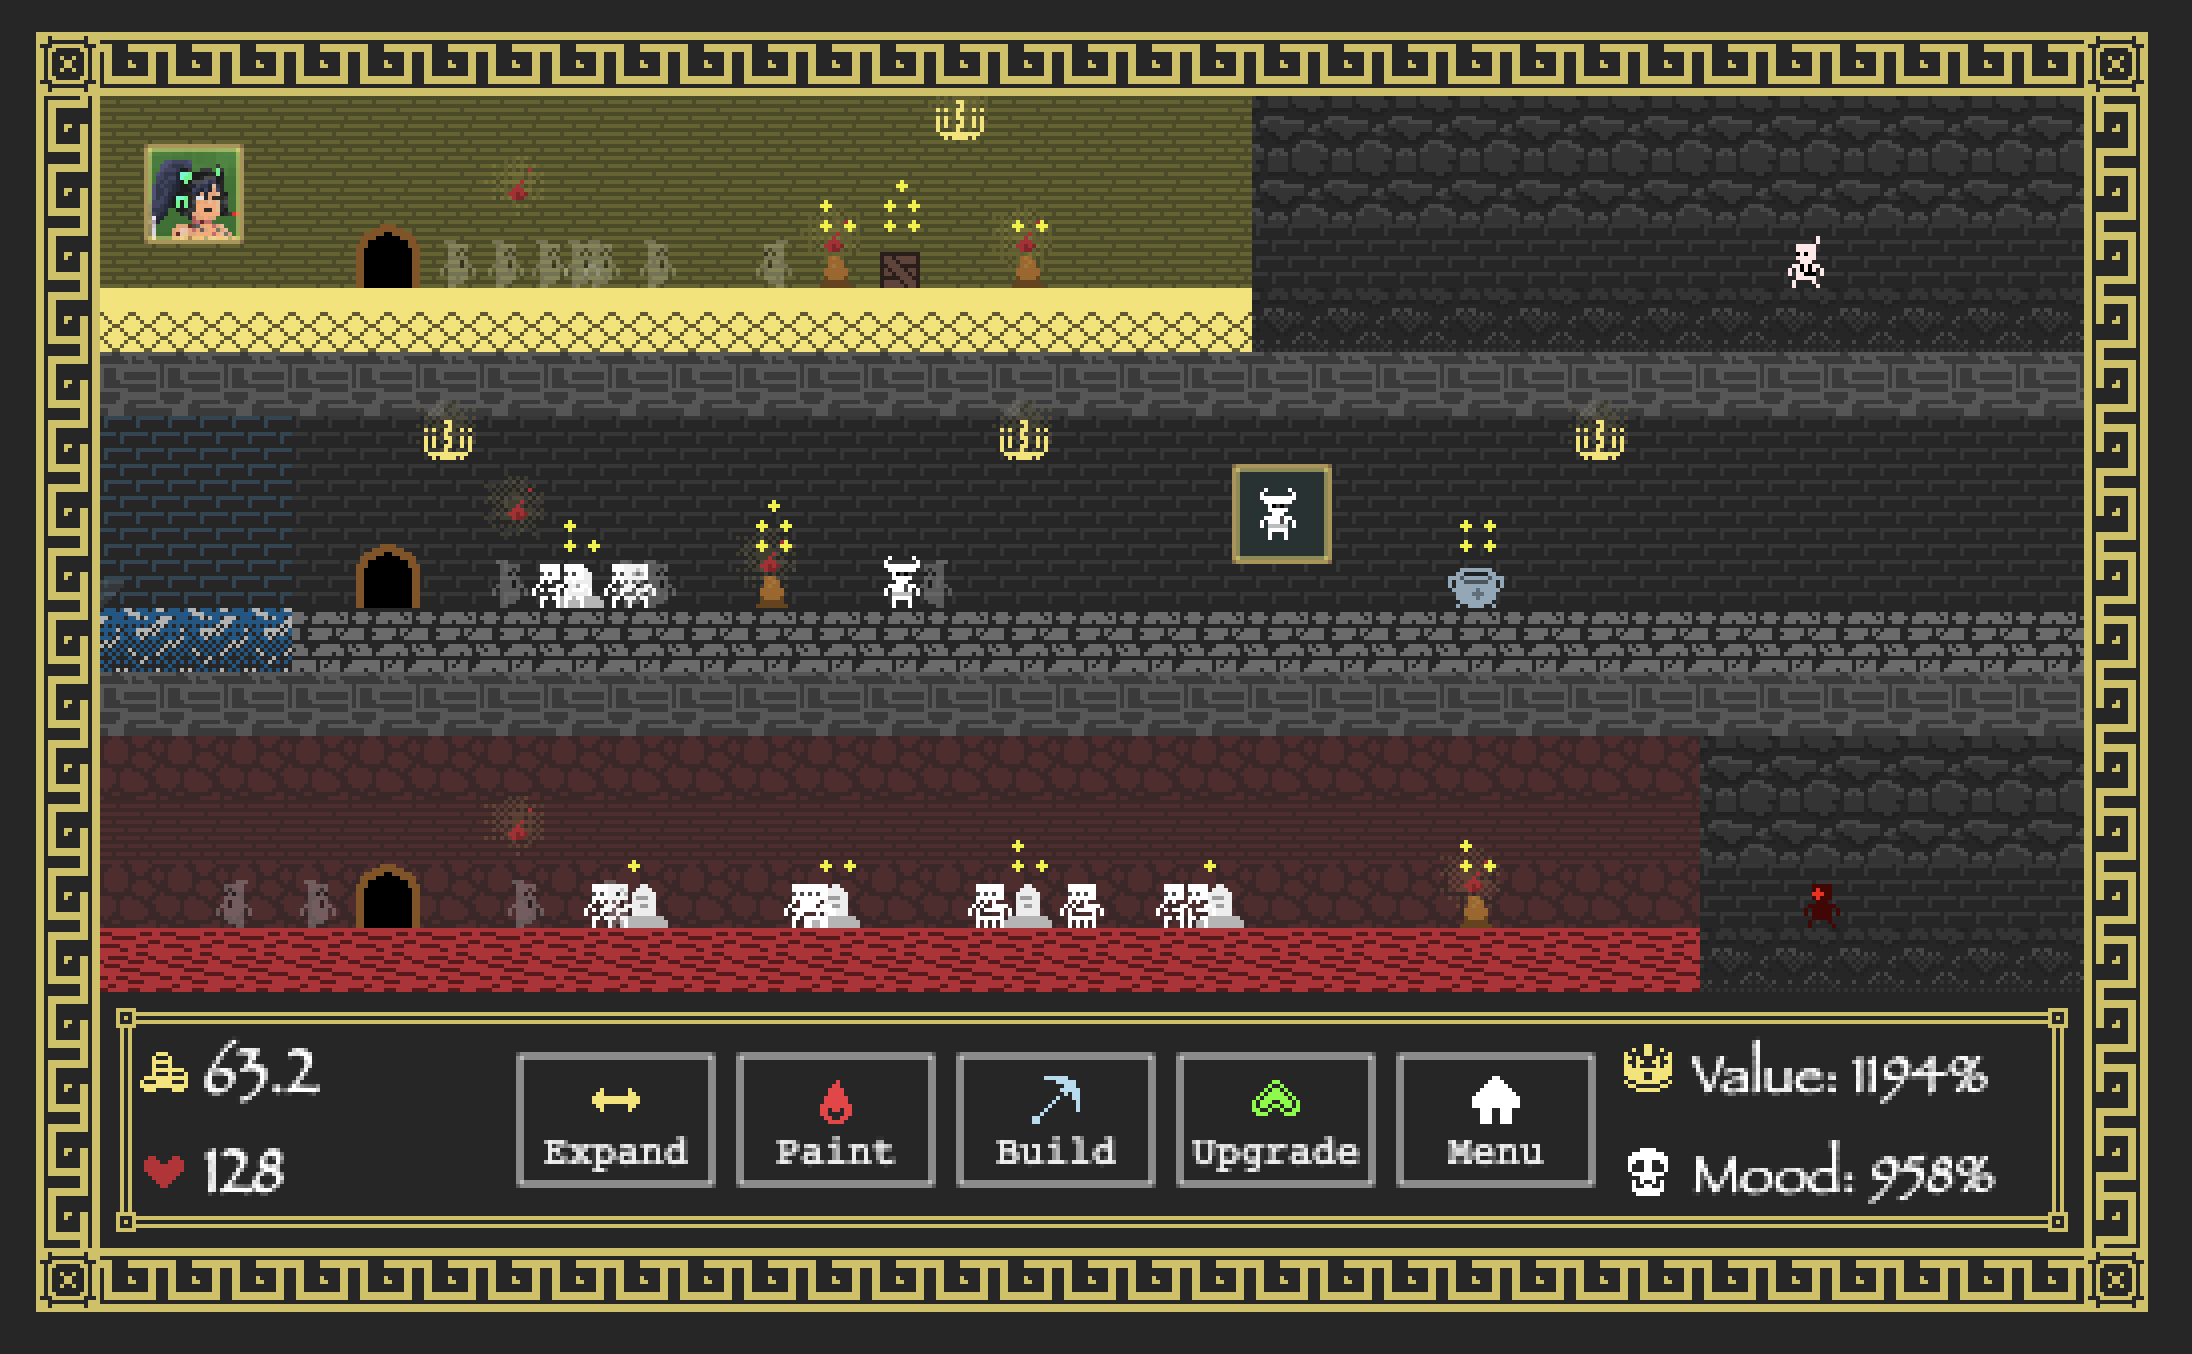 63.2
128
Expand
Paint
Build
Upgrade
Menu
Value: 1194%
Mood: 958%